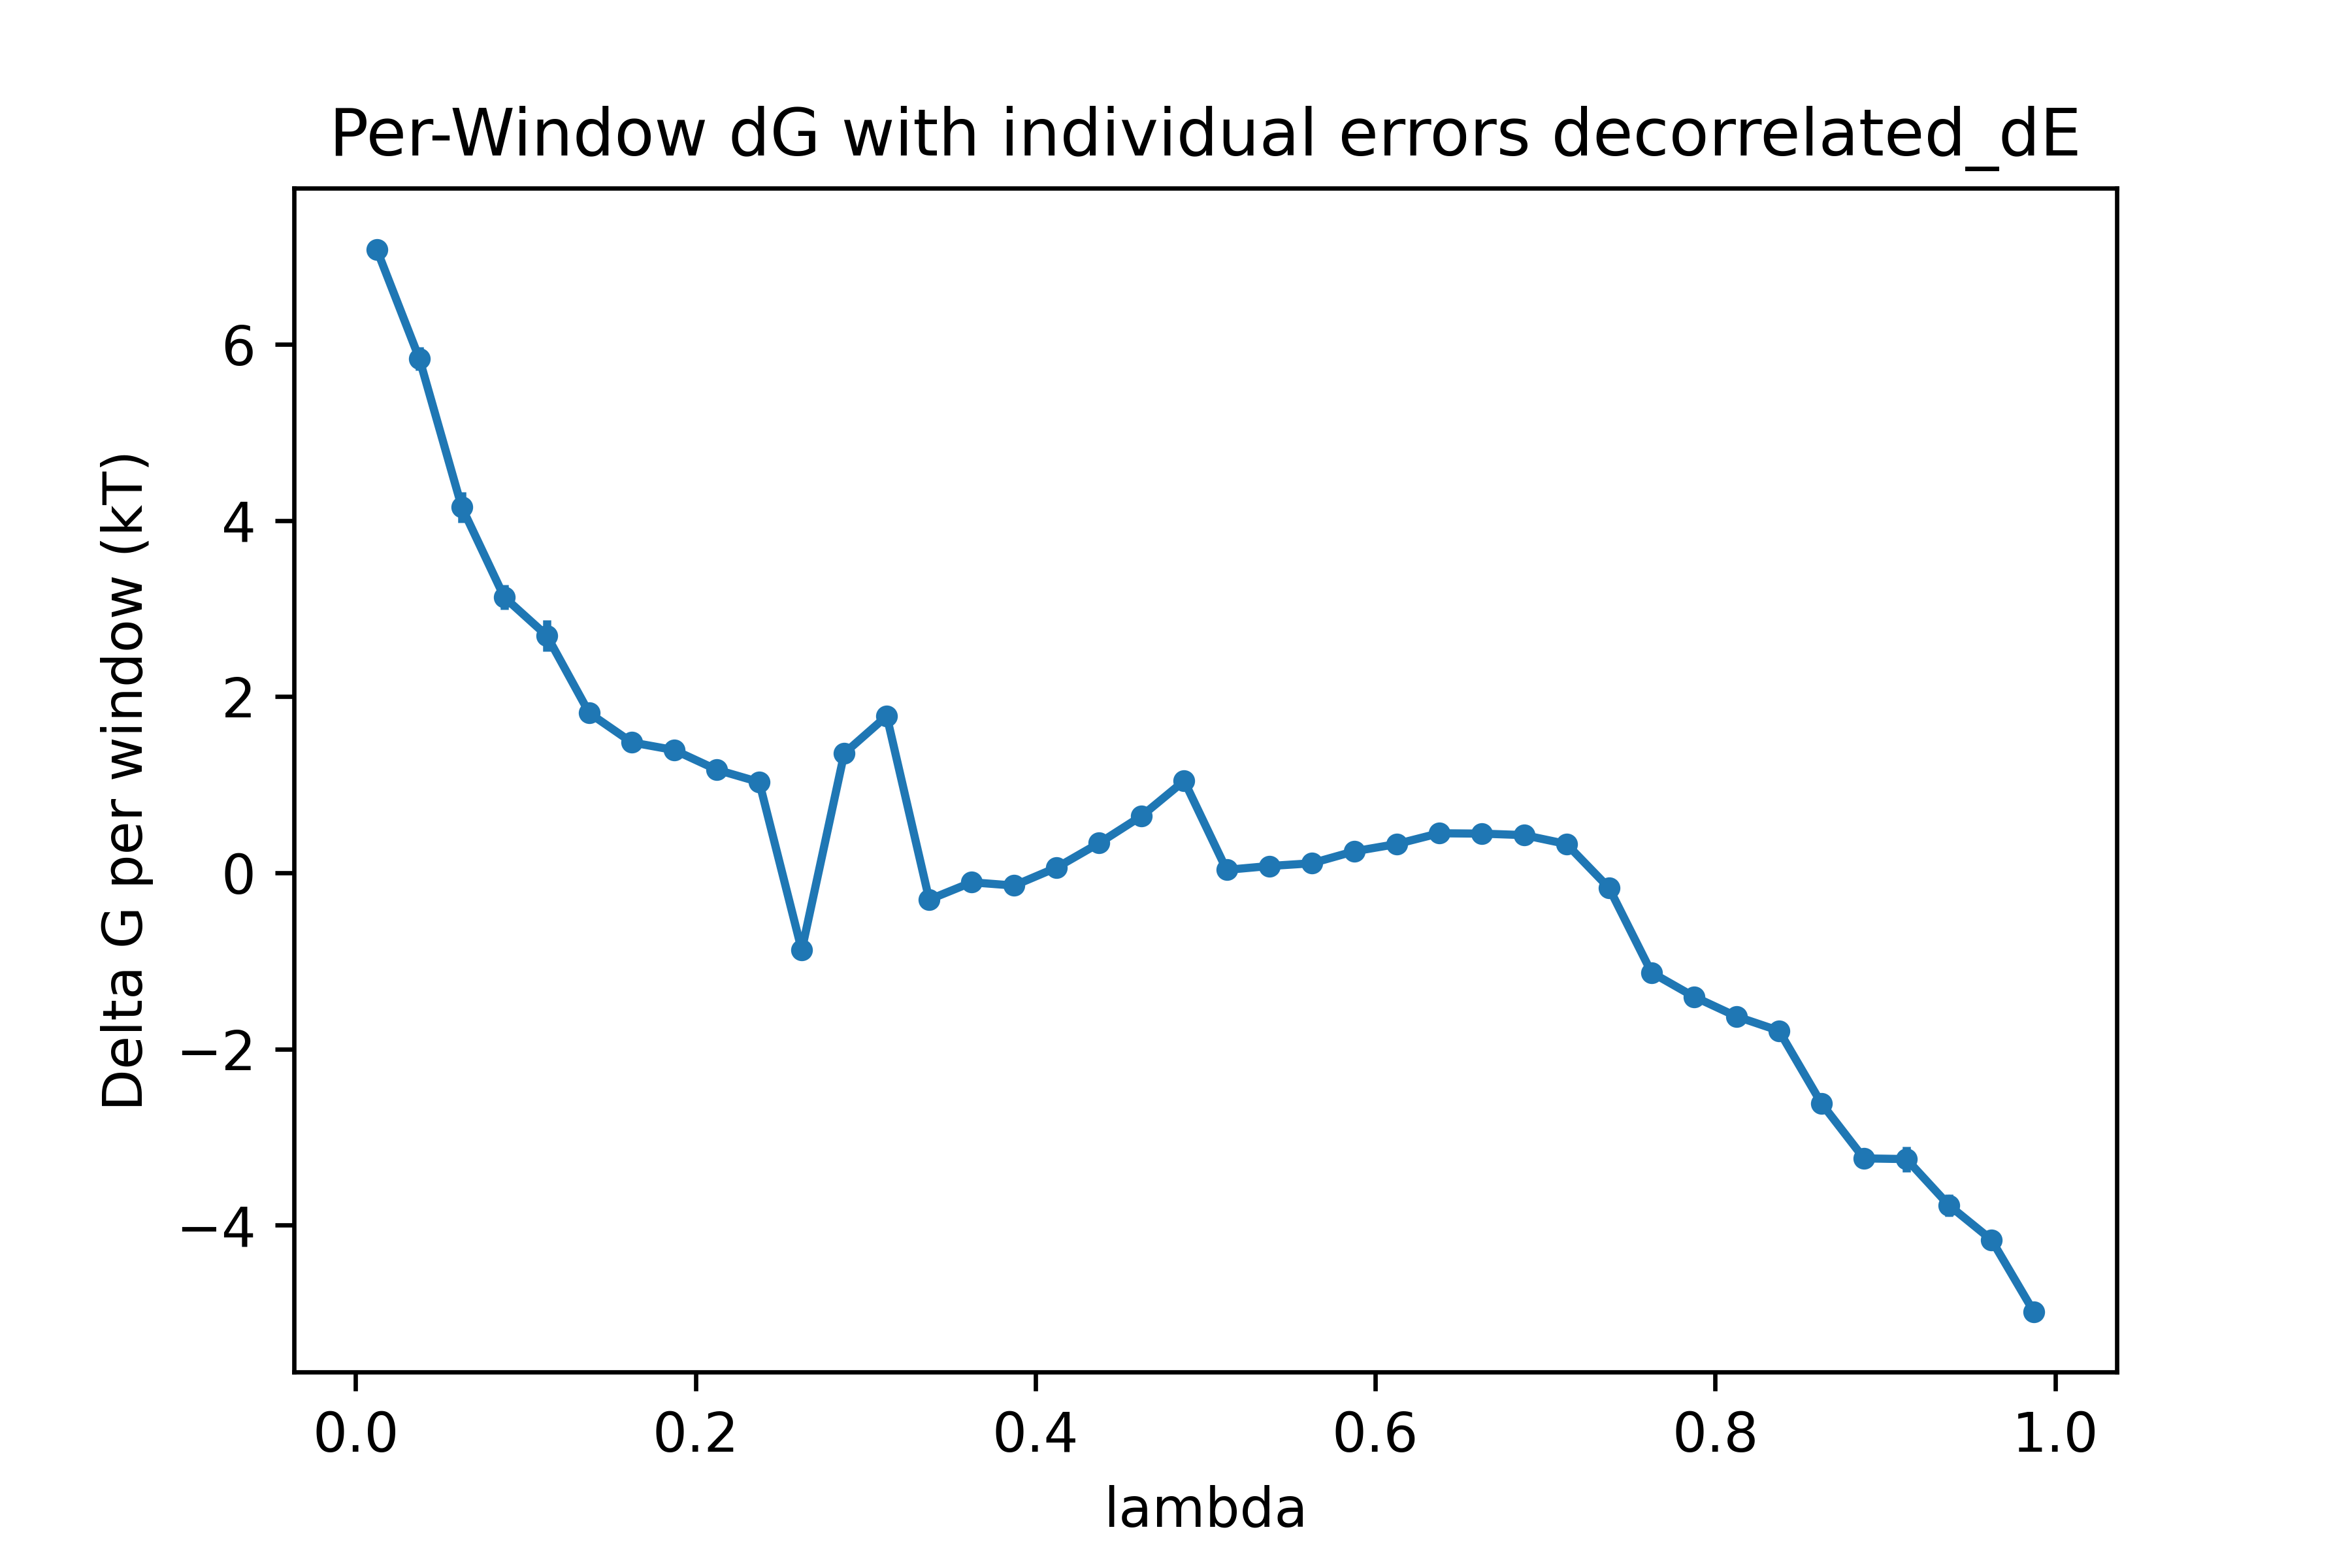 Per-Window dG with individual errors decorrelated_dE
Delta G per window (kT)
6
4
2
0
−2
−4
0.0 0.2 0.4 0.6 0.8 1.0
lambda